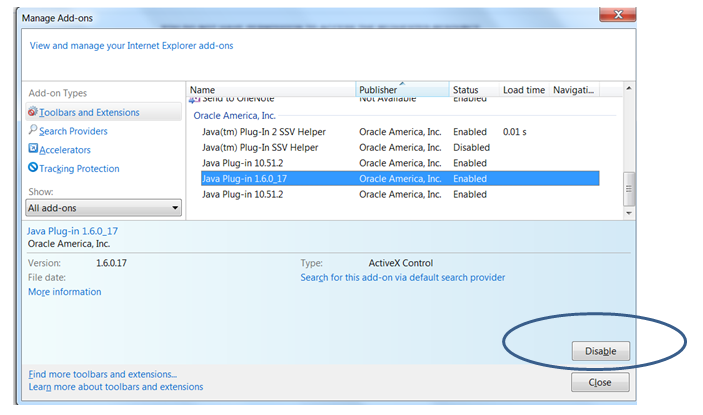 Manage Add-ons
View and manage your Internet Explorer add-ons
Add-on Types
Toolbars and Extensions
Search Providers
Accelerators
Tracking Protection
Show:
All add-ons
Name Publisher Status Load time Navigati...
Send to OneNote Not Available Enabled
Oracle America, Inc.
Java(tm) Plug-In 2 SSV Helper Oracle America, Inc. Enabled 0.01 s
Java(tm) Plug-In SSV Helper Oracle America, Inc. Disabled
Java Plug-in 10.51.2 Oracle America, Inc. Enabled
Java Plug-in 1.6.0_17 Oracle America, Inc. Enabled
Java Plug-in 10.51.2 Oracle America, Inc. Enabled
Java Plug-in 1.6.0_17
Oracle America, Inc.
Version: 1.6.0.17
File date:
More information
Type: ActiveX Control
Search for this add-on via default search provider
Disable
Find more toolbars and extensions...
Learn more about toolbars and extensions
Close